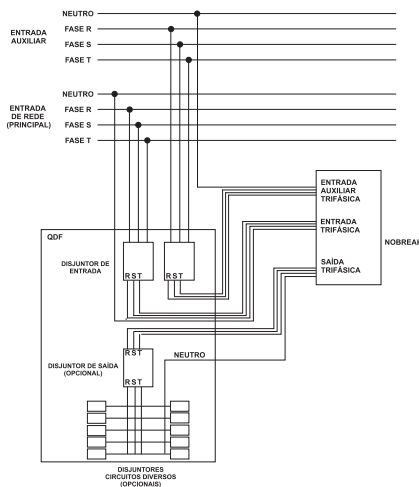 NEUTRO
FASE R
ENTRADA
AUXILIAR
FASE S
FASE T
NEUTRO
ENTRADA
DE REDE
(PRINCIPAL)
FASE R
FASE S
FASE T
ENTRADA
AUXILIAR
TRIFÁSICA
ENTRADA
TRIFÁSICA
SAÍDA
TRIFÁSICA
NOBREAK
QDF
DISJUNTOR DE
ENTRADA
R S T
R S T
DISJUNTOR DE SAÍDA
(OPCIONAL)
R S T
NEUTRO
DISJUNTORES
CIRCUITOS DIVERSOS
(OPCIONAIS)